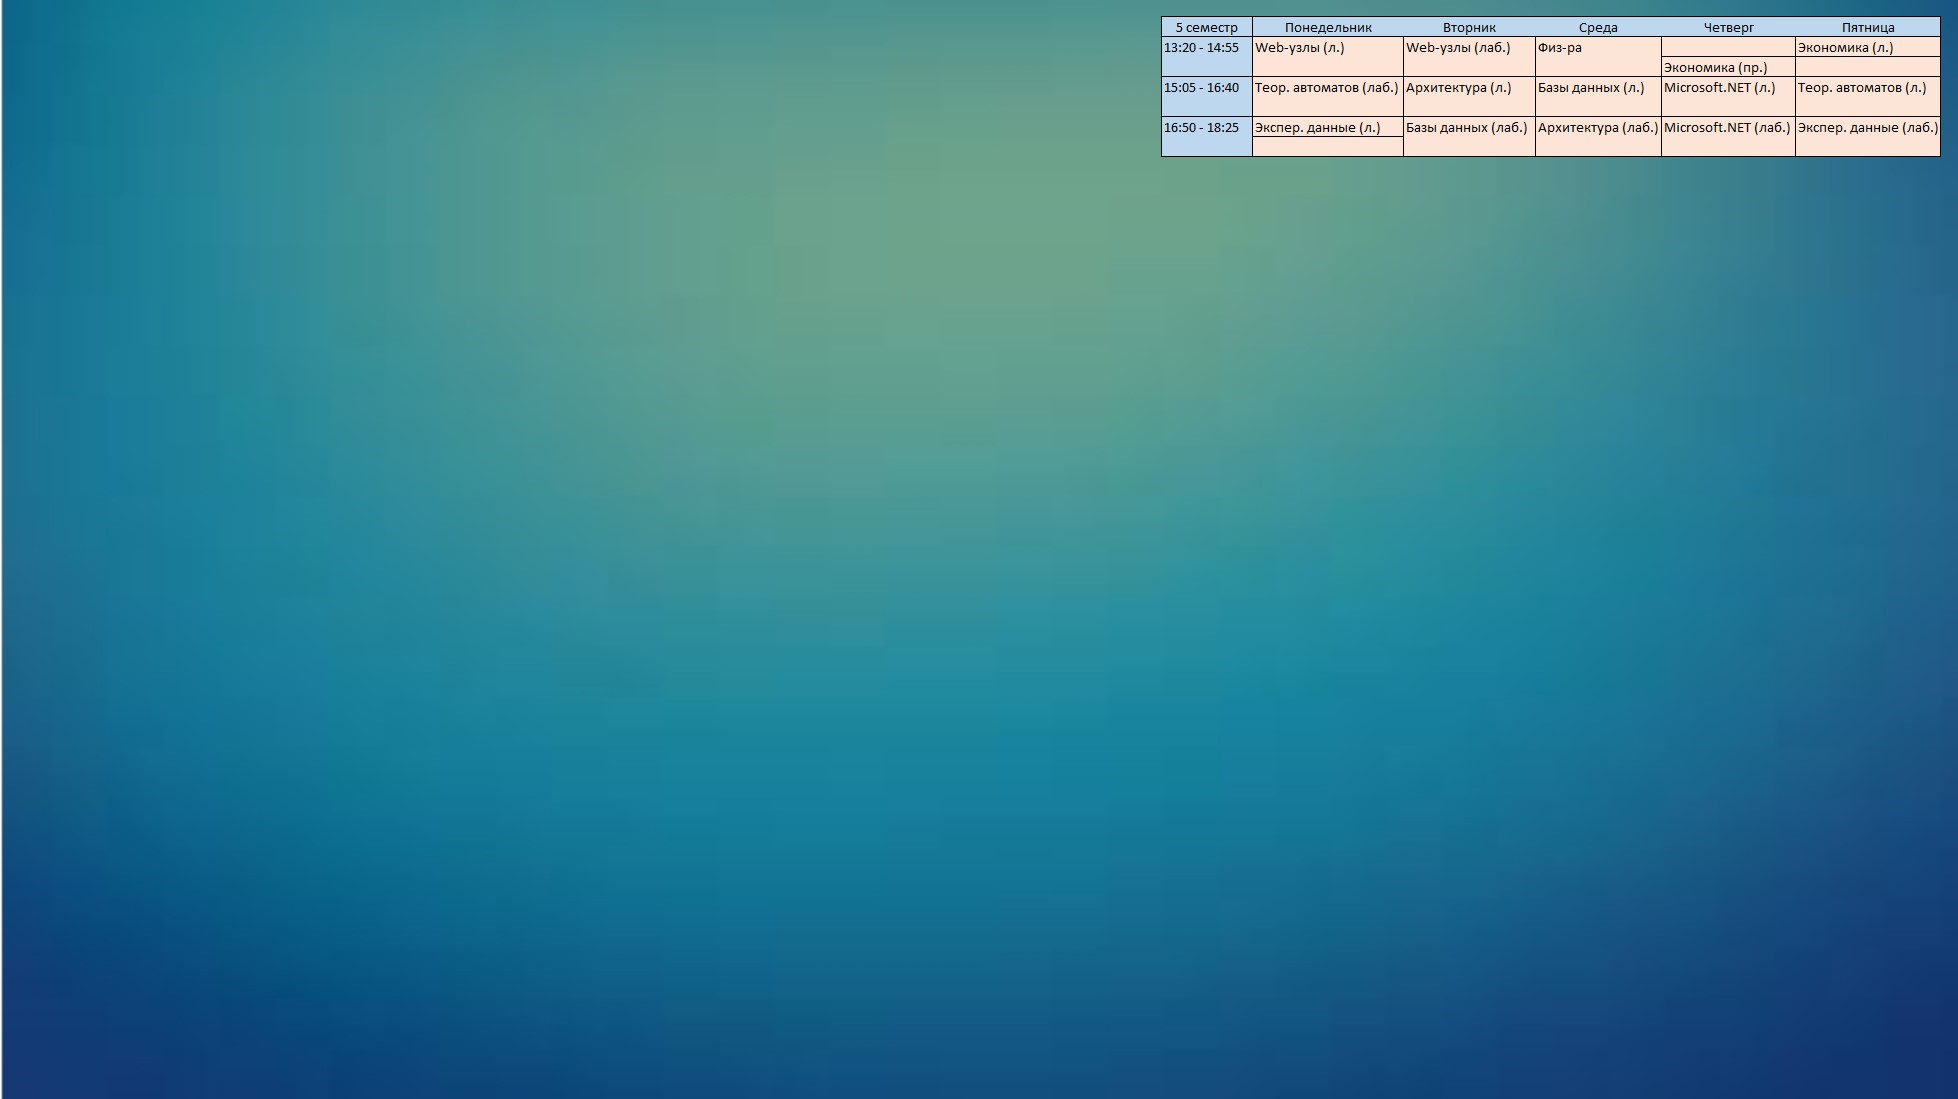 5 семестр Понедельник Вторник Среда Четверг Пятница
13:20 - 14:55 Web-узлы (л.) Web-узлы (лаб.) Физ-ра Экономика (л.)
Экономика (пр.)
15:05 - 16:40 Теор. автоматов (лаб.) Архитектура (л.) Базы данных (л.) Microsoft.NET (л.) Теор. автоматов (л.)
16:50 - 18:25 Экспер. данные (л.) Базы данных (лаб.) Архитектура (лаб.) Microsoft.NET (лаб.) Экспер. данные (лаб.)